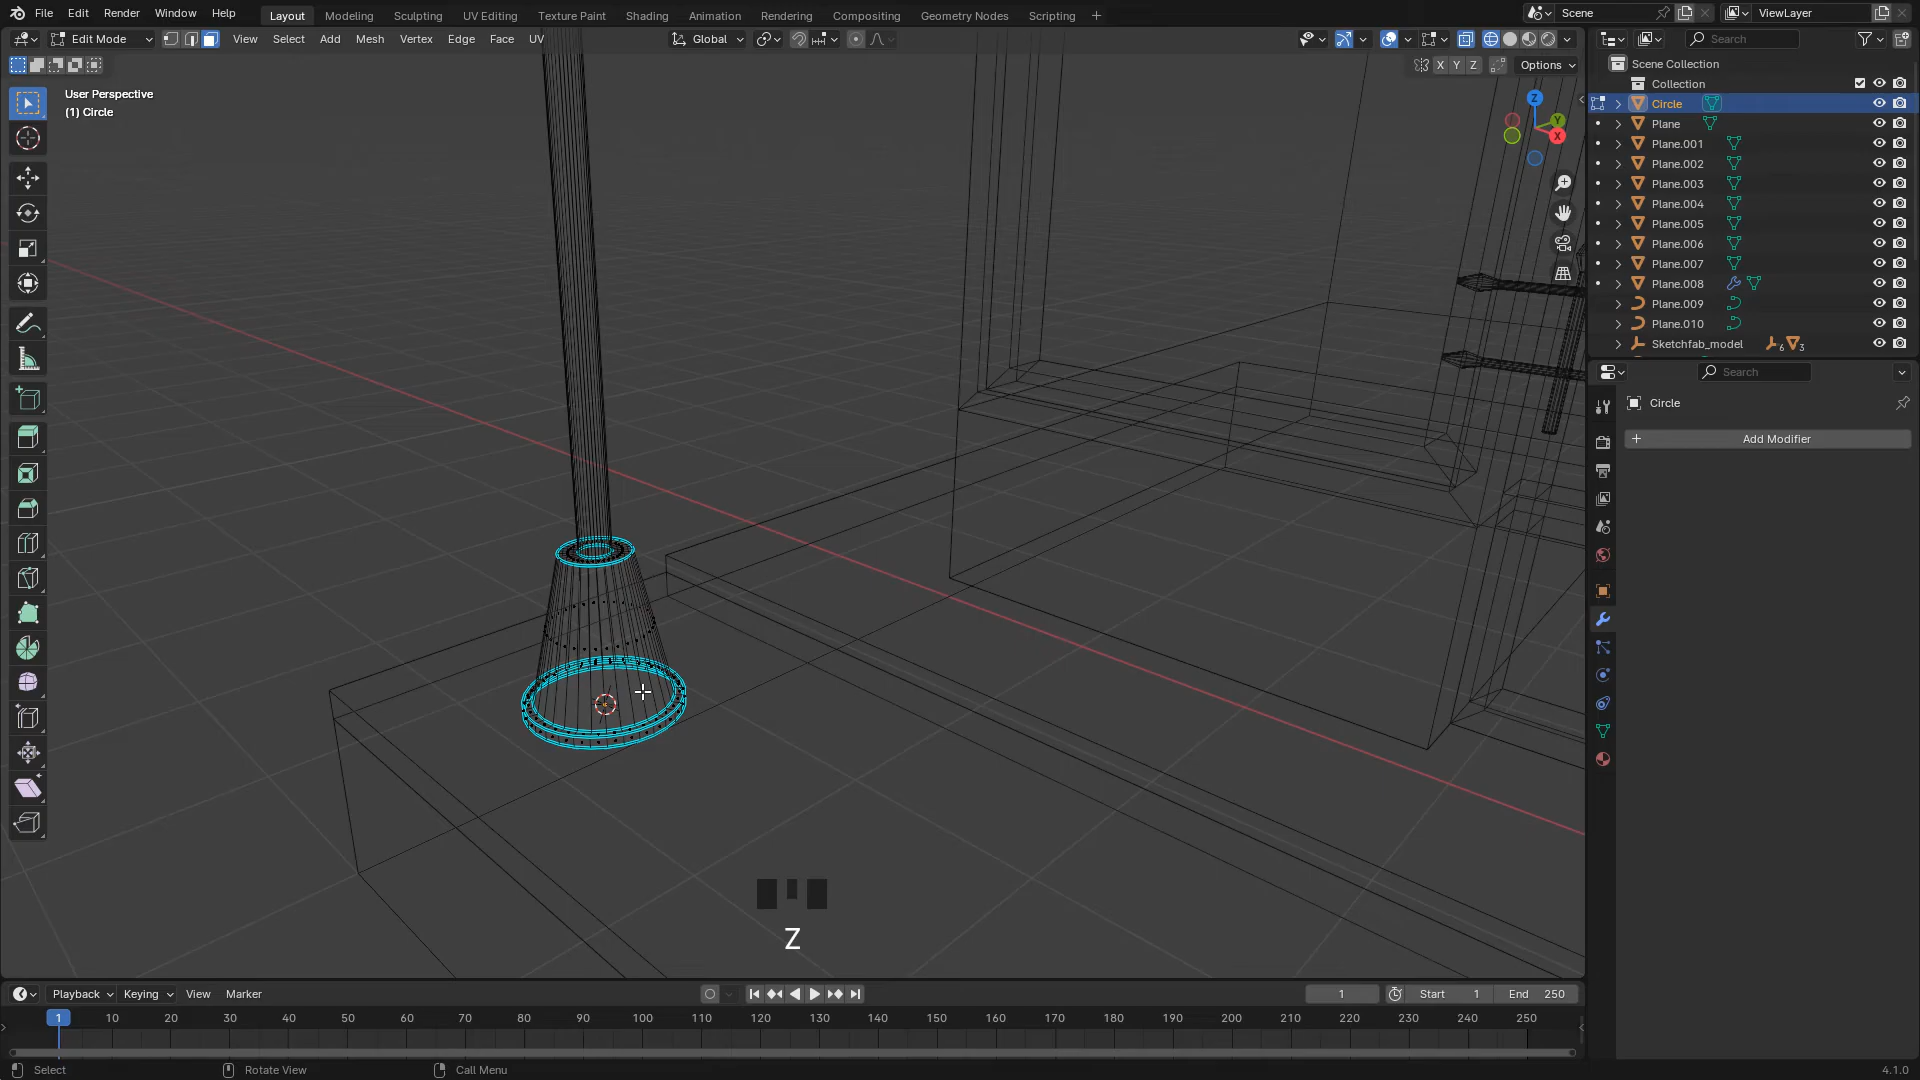 File Edit Render Window Help Layout Modeling Sculpting UV Editing Texture Paint Shading Animation Rendering Compositing Geometry Nodes Scripting + Scene ViewLayer
Edit Mode View Select Add Mesh Vertex Edge Face UV Global Search
X Y Z Options
User Perspective
(1) Circle
Z
Y
X
Scene Collection
Collection
Circle
Plane
Plane.001
Plane.002
Plane.003
Plane.004
Plane.005
Plane.006
Plane.007
Plane.008
Plane.009
Plane.010
Sketchfab_model 6 3
Search
Circle
+ Add Modifier
Z
Playback Keying View Marker 1 Start 1 End 250
1 10 20 30 40 50 60 70 80 90 100 110 120 130 140 150 160 170 180 190 200 210 220 230 240 250
Select Rotate View Call Menu 4.1.0